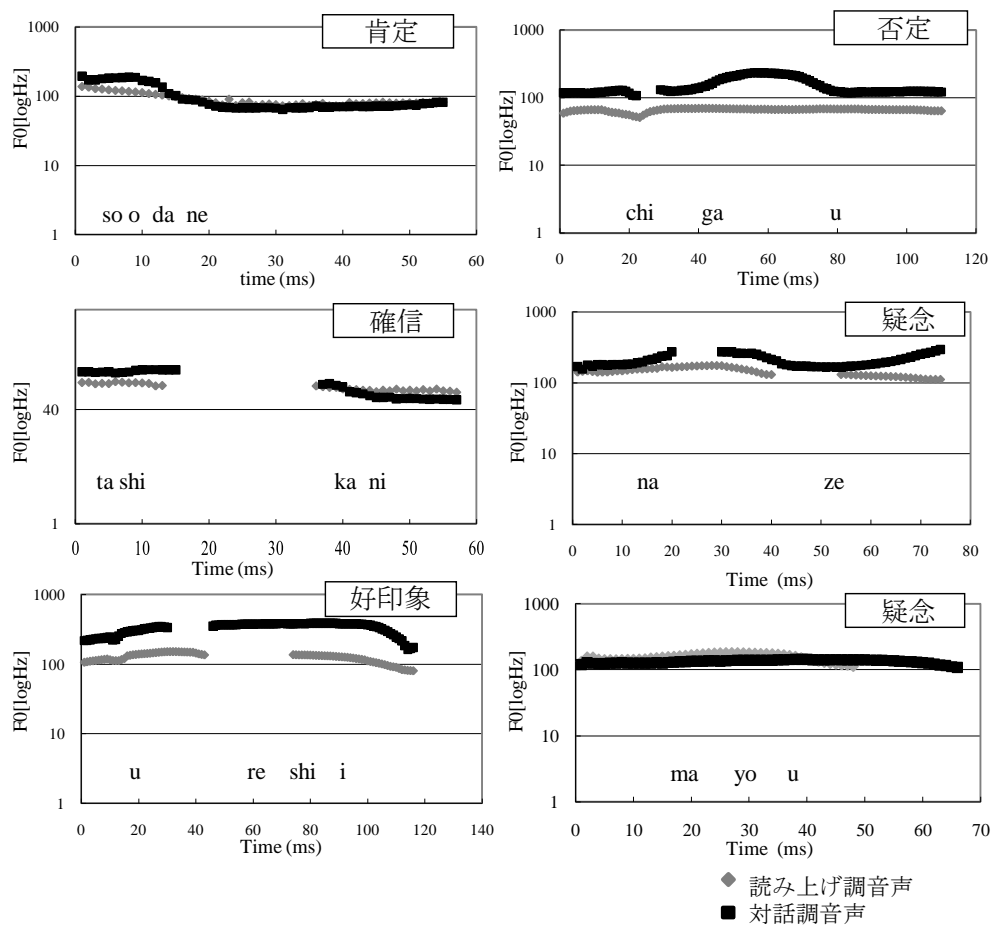 肯定
F0[logHz]
1000
100
10
1
so o da ne
0 10 20 30 40 50 60
time (ms)
否定
F0[logHz]
1000
100
10
1
chi ga u
0 20 40 60 80 100 120
Time (ms)
確信
F0[logHz]
40
1
ta shi ka ni
0 10 20 30 40 50 60
Time (ms)
疑念
F0[logHz]
1000
100
10
1
na ze
0 10 20 30 40 50 60 70 80
Time (ms)
好印象
F0[logHz]
1000
100
10
1
u re shi i
0 20 40 60 80 100 120 140
Time (ms)
疑念
F0[logHz]
1000
100
10
1
ma yo u
0 10 20 30 40 50 60 70
Time (ms)
読み上げ調音声
対話調音声